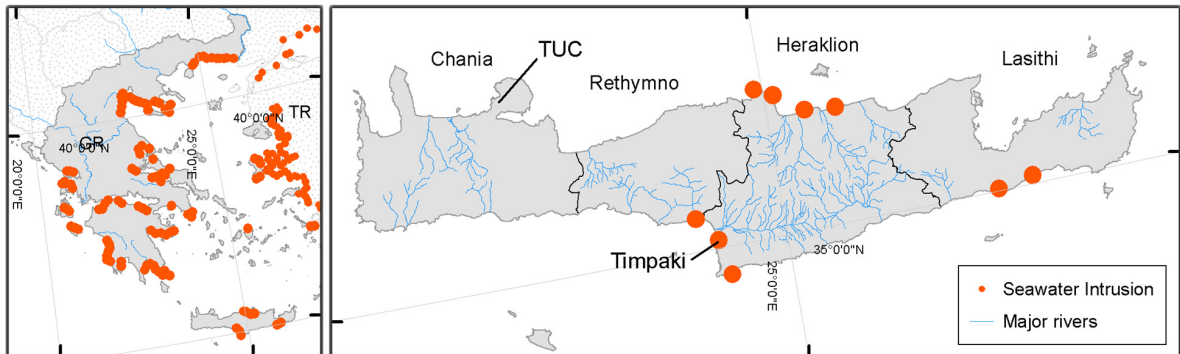 TR
40°0'0"N
GR
40°0'0"N
25°0'0"E
20°0'0"E
Chania
TUC
Rethymno
Heraklion
Lasithi
Timpaki
35°0'0"N
25°0'0"E
Seawater Intrusion
Major rivers